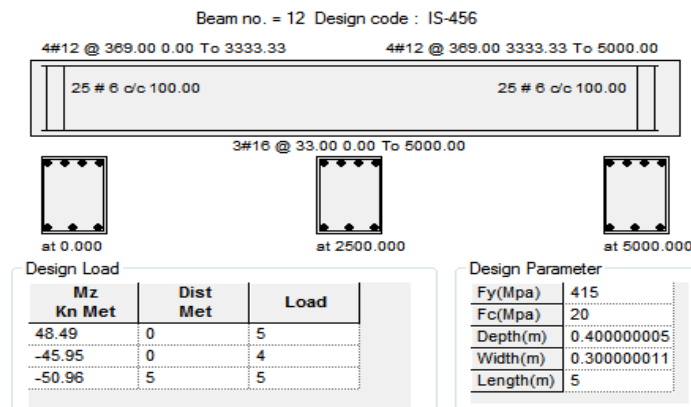 Beam no. = 12 Design code : IS-456
4#12 @ 369.00 0.00 To 3333.33 4#12 @ 369.00 3333.33 To 5000.00
25 # 6 c/c 100.00 25 # 6 c/c 100.00
3#16 @ 33.00 0.00 To 5000.00
at 0.000 at 2500.000 at 5000.000
Design Load
Mz Kn Met Dist Met Load
48.49 0 5
-45.95 0 4
-50.96 5 5
Design Parameter
Fy(Mpa) 415
Fc(Mpa) 20
Depth(m) 0.400000005
Width(m) 0.300000011
Length(m) 5